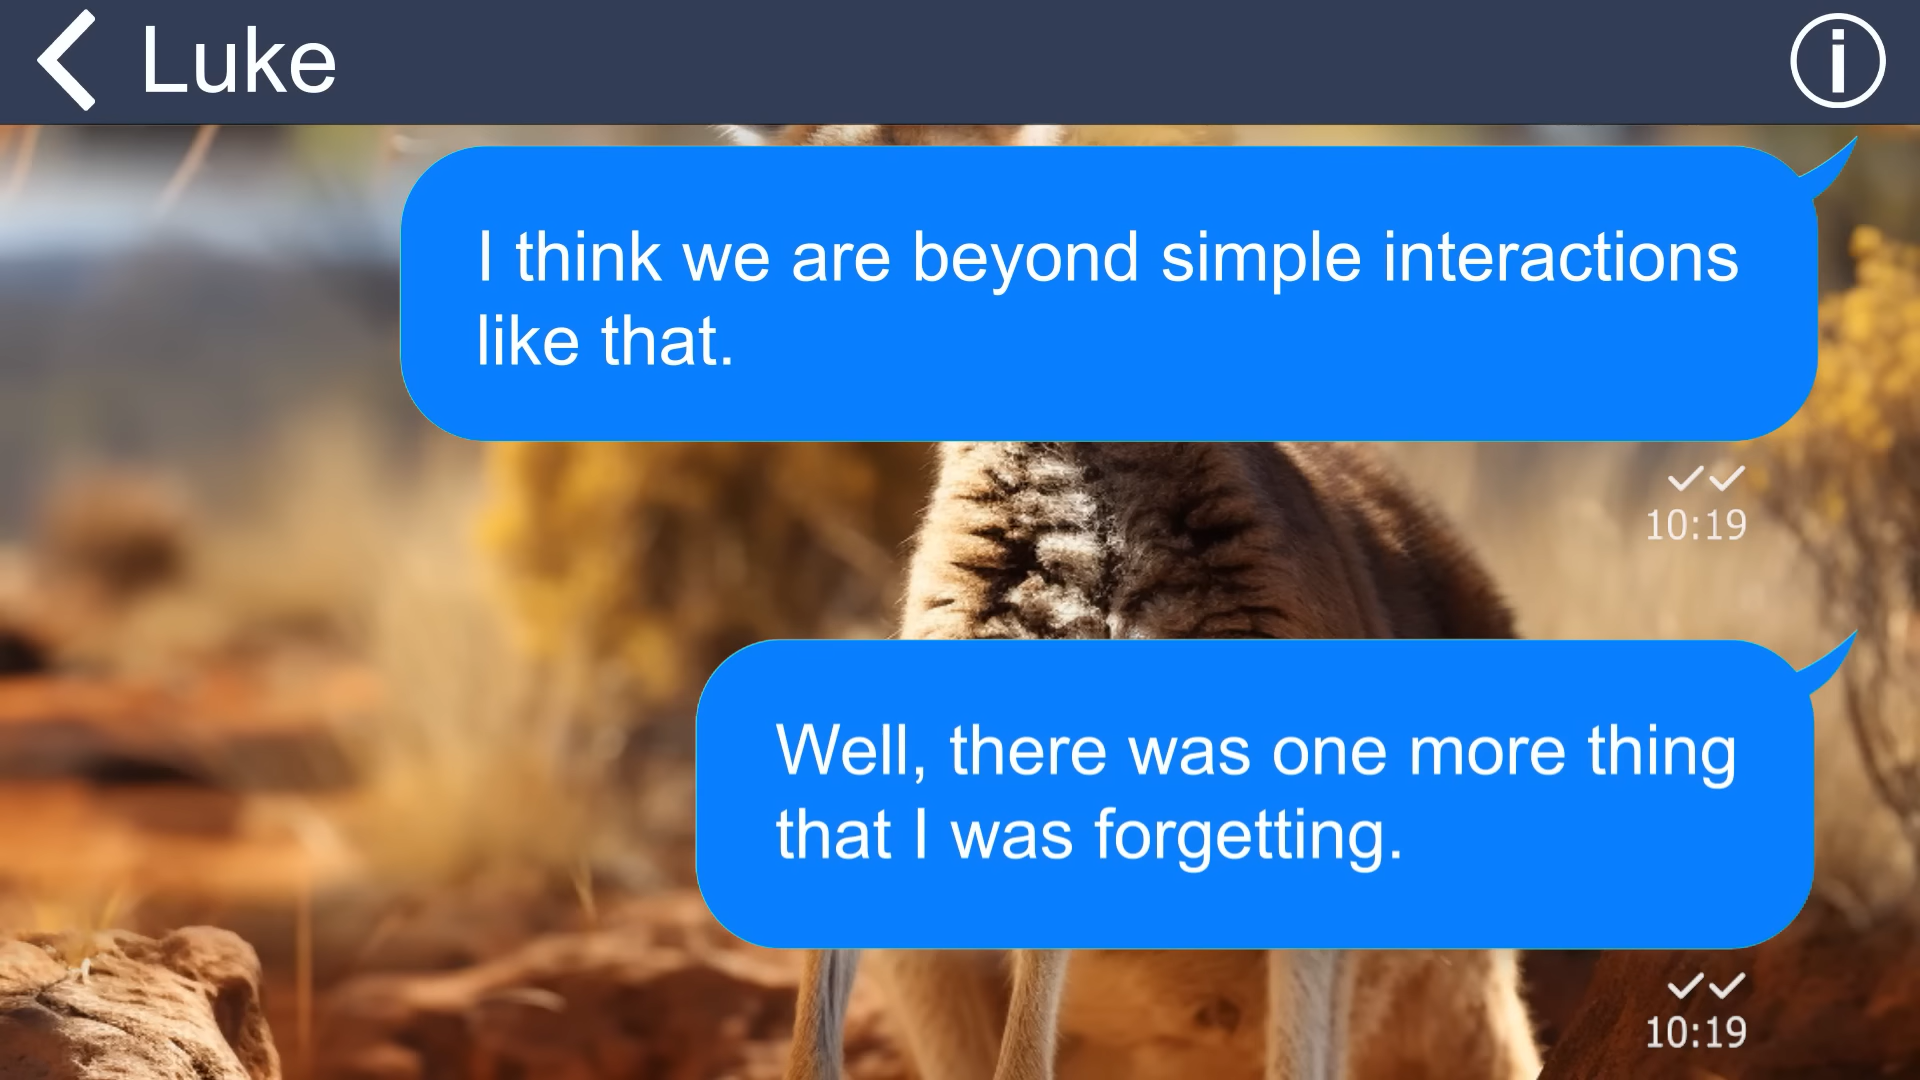 Luke
I think we are beyond simple interactions
like that.
10:19
Well, there was one more thing
that I was forgetting.
10:19